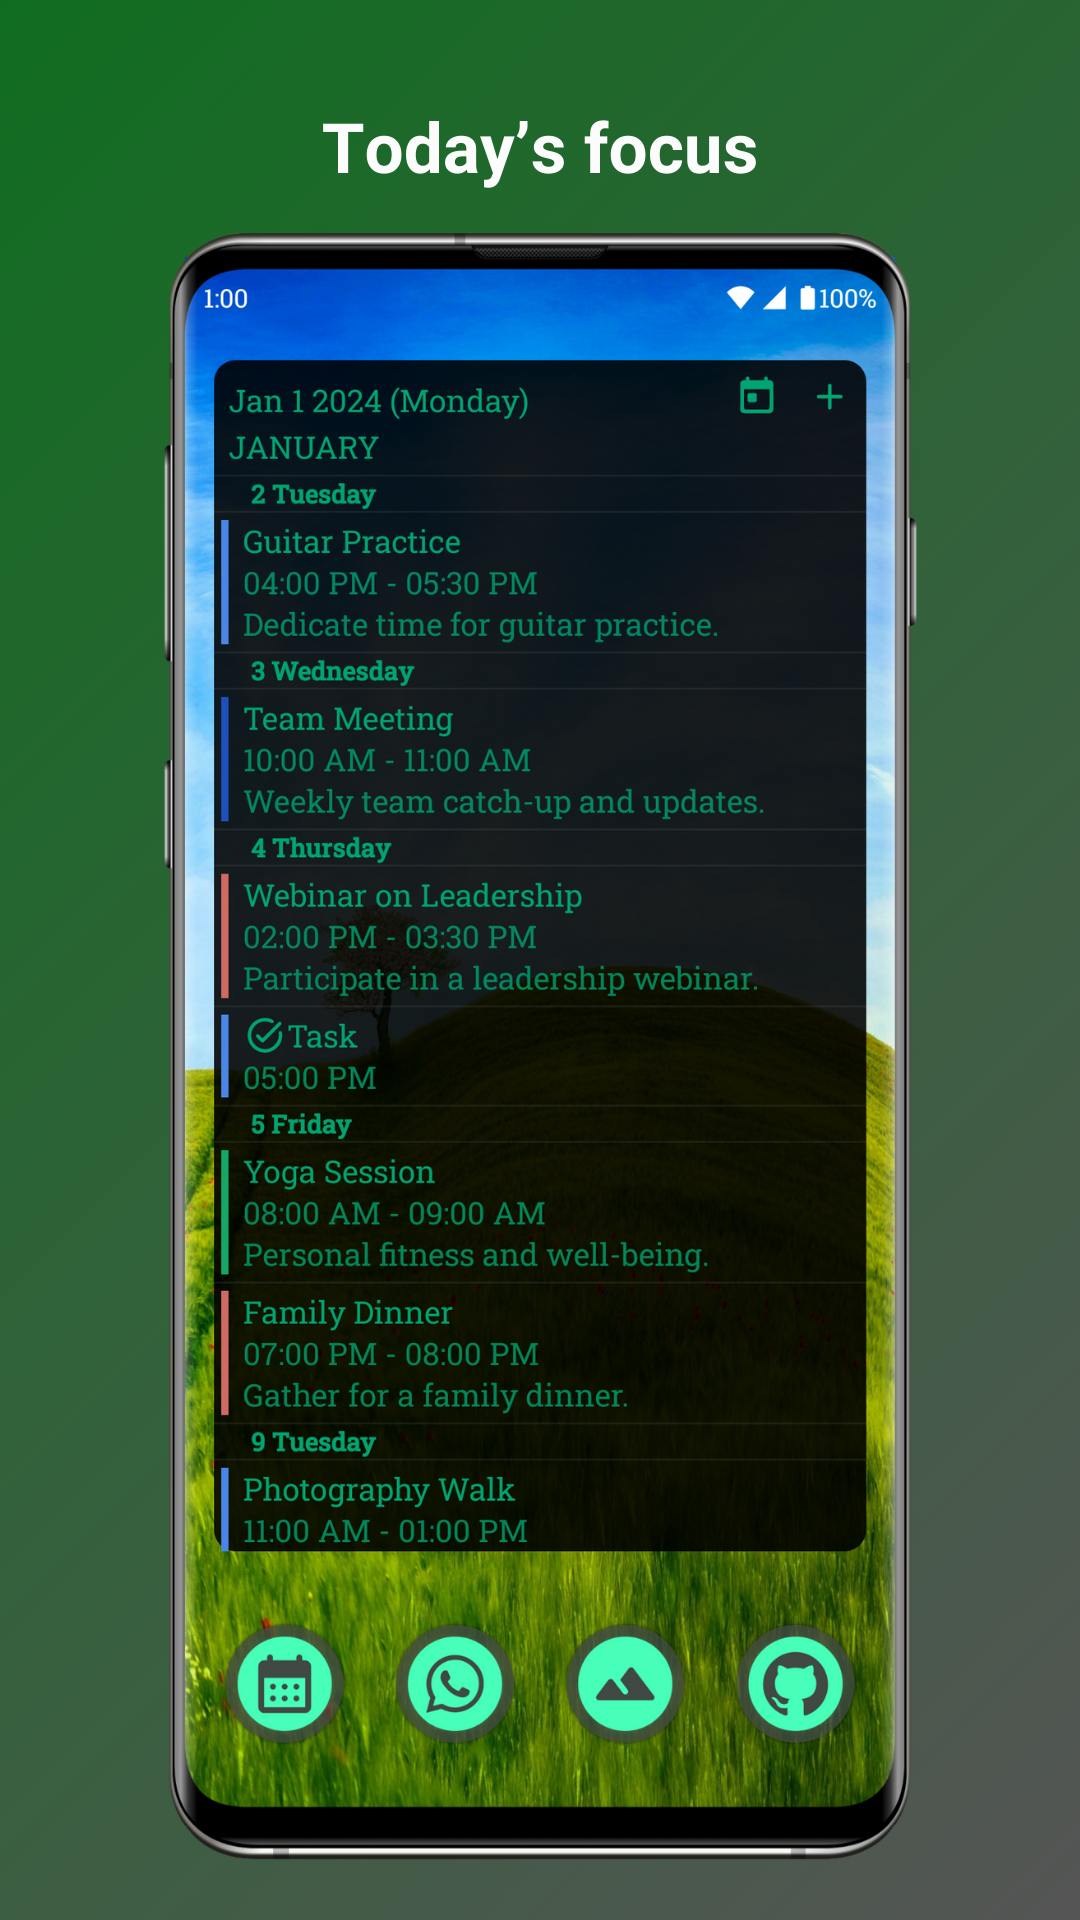 Today’s focus
1:00
100%
Jan 1 2024 (Monday)
JANUARY
2 Tuesday
Guitar Practice
04:00 PM - 05:30 PM
Dedicate time for guitar practice.
3 Wednesday
Team Meeting
10:00 AM - 11:00 AM
Weekly team catch-up and updates.
4 Thursday
Webinar on Leadership
02:00 PM - 03:30 PM
Participate in a leadership webinar.
Task
05:00 PM
5 Friday
Yoga Session
08:00 AM - 09:00 AM
Personal fitness and well-being.
Family Dinner
07:00 PM - 08:00 PM
Gather for a family dinner.
9 Tuesday
Photography Walk
11:00 AM - 01:00 PM